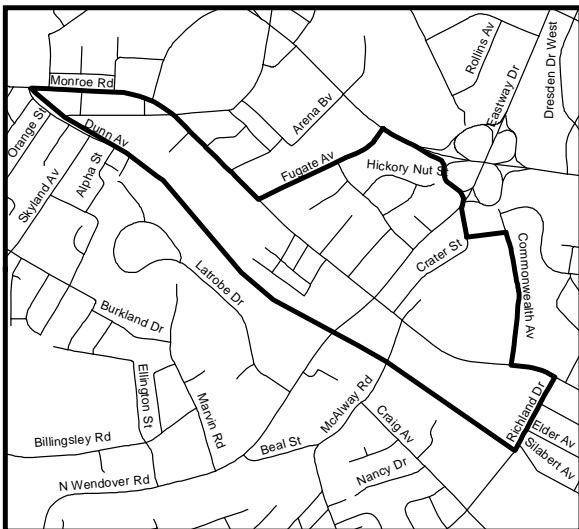 Monroe Rd
Orange St
Dunn Av
Skyland Av
Alpha St
Arena Bv
Rollins Av
Eastway Dr
Dresden Dr West
Fugate Av
Hickory Nut St
Crater St
Commonwealth Av
Latrobe Dr
Burkland Dr
Ellington St
Marvin Rd
Billingsley Rd
N Wendover Rd
Beal St
McAlway Rd
Craig Av
Nancy Dr
Richland Dr
Elder Av
Silabert Av